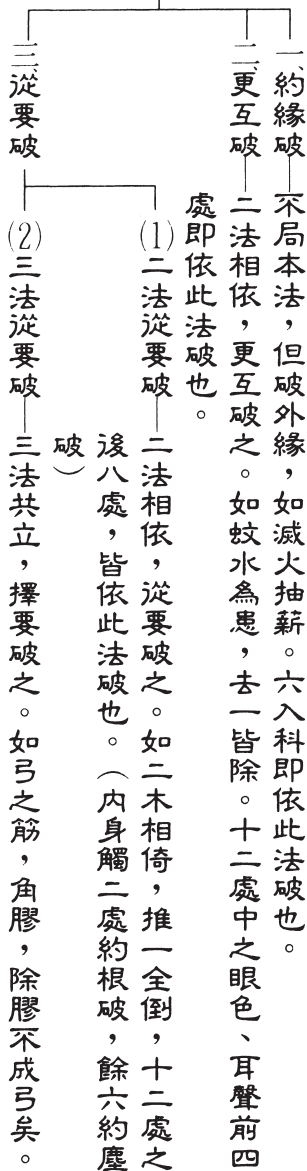 一、約緣破——不局本法，但破外緣，如滅火抽薪。六入科即依此法破也。
二、更互破——二法相依，更互破之。如蚊水為患，去一皆除。十二處中之眼色、耳聲前四
處即依此法破也。
三、從要破
(1)二法從要破——二法相依，從要破之。如二木相倚，推一全倒，十二處之
後八處，皆依此法破也。（內身觸二處約根破，餘六約塵
破）
(2)三法從要破——三法共立，擇要破之。如弓之筋，角膠，除膠不成弓矣。